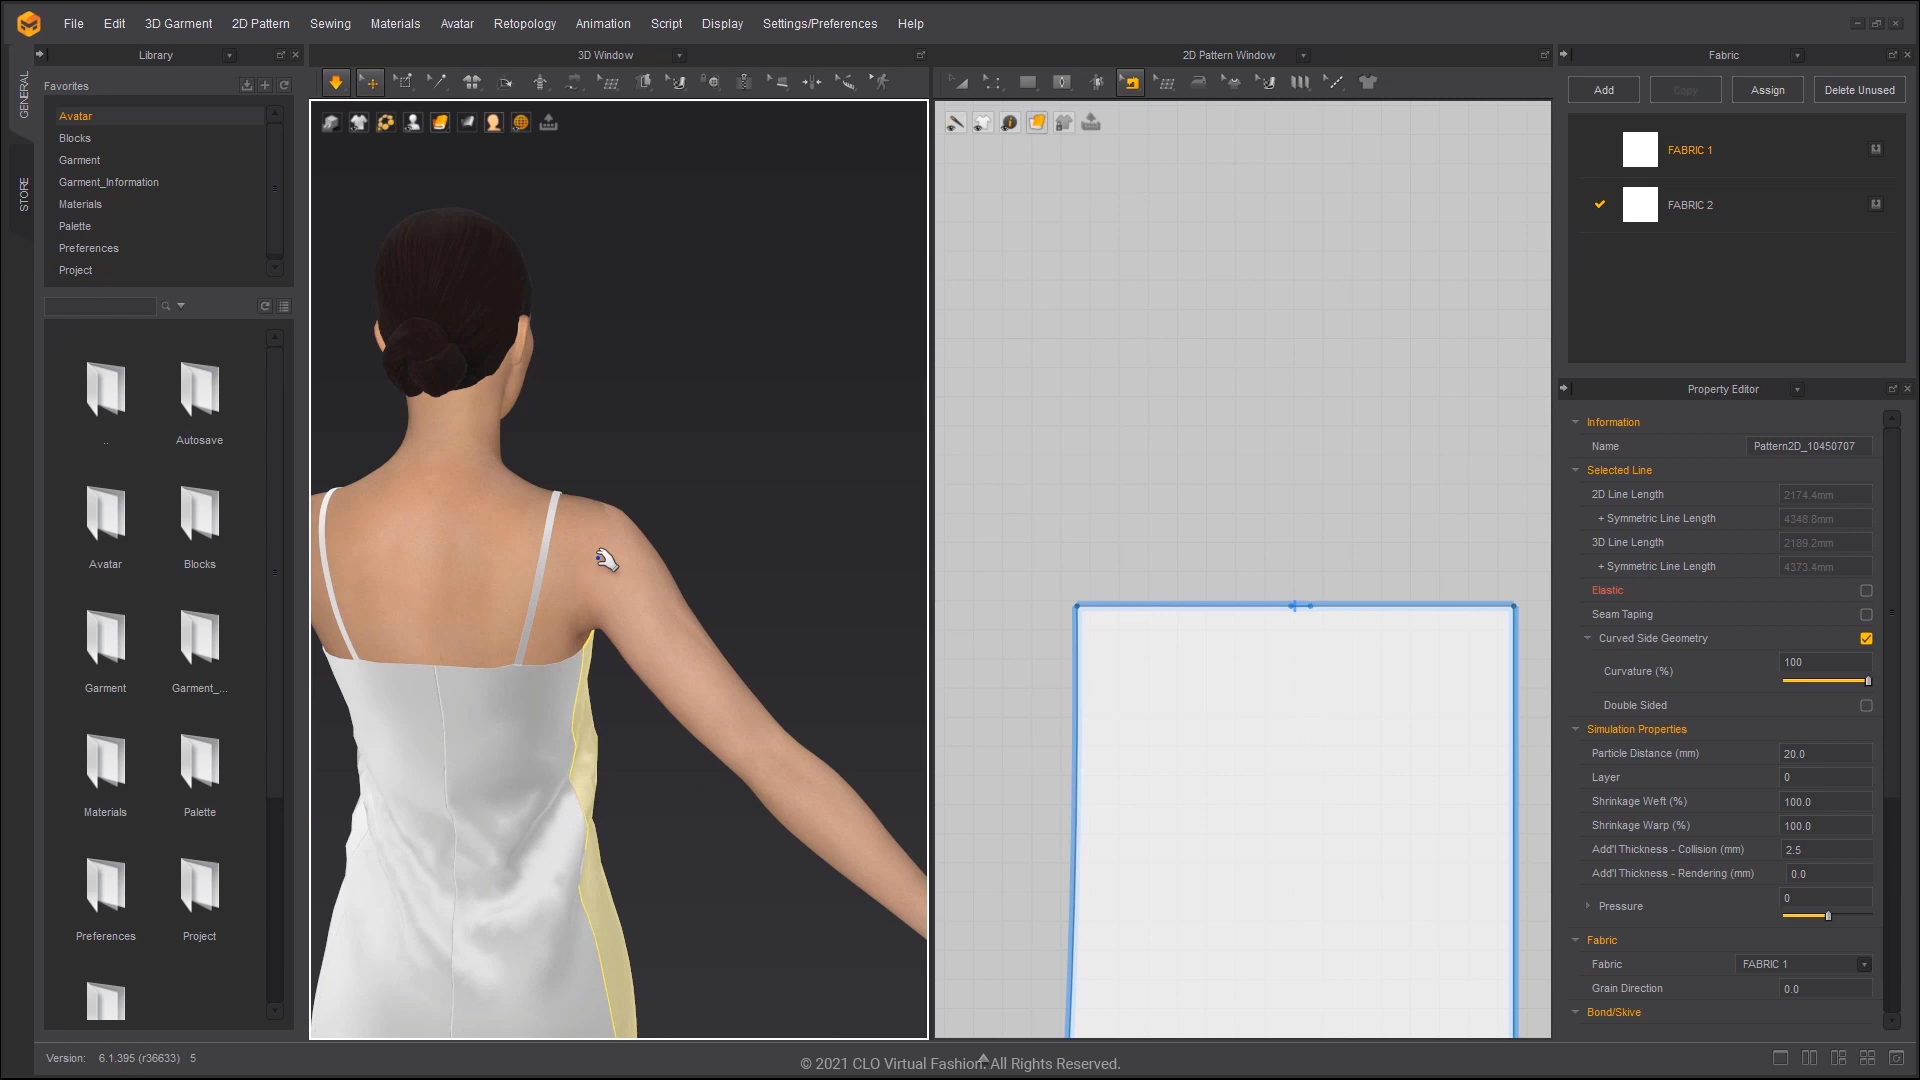 File Edit 3D Garment 2D Pattern Sewing Materials Avatar Retopology Animation Script Display Settings/Preferences Help
Library
3D Window
2D Pattern Window
Fabric
GENERAL
STORE
Favorites
Avatar
Blocks
Garment
Garment_Information
Materials
Palette
Preferences
Project
..
Autosave
Avatar
Blocks
Garment
Garment_...
Materials
Palette
Preferences
Project
Add Copy Assign Delete Unused
FABRIC 1
FABRIC 2
Property Editor
Information
Name Pattern2D_10450707
Selected Line
2D Line Length 2174.4mm
+ Symmetric Line Length 4348.8mm
3D Line Length 2189.2mm
+ Symmetric Line Length 4373.4mm
Elastic
Seam Taping
Curved Side Geometry
Curvature (%) 100
Double Sided
Simulation Properties
Particle Distance (mm) 20.0
Layer 0
Shrinkage Weft (%) 100.0
Shrinkage Warp (%) 100.0
Add'l Thickness - Collision (mm) 2.5
Add'l Thickness - Rendering (mm) 0.0
Pressure 0
Fabric
Fabric FABRIC 1
Grain Direction 0.0
Bond/Skive
Version: 6.1.395 (r36633) 5
© 2021 CLO Virtual Fashion. All Rights Reserved.